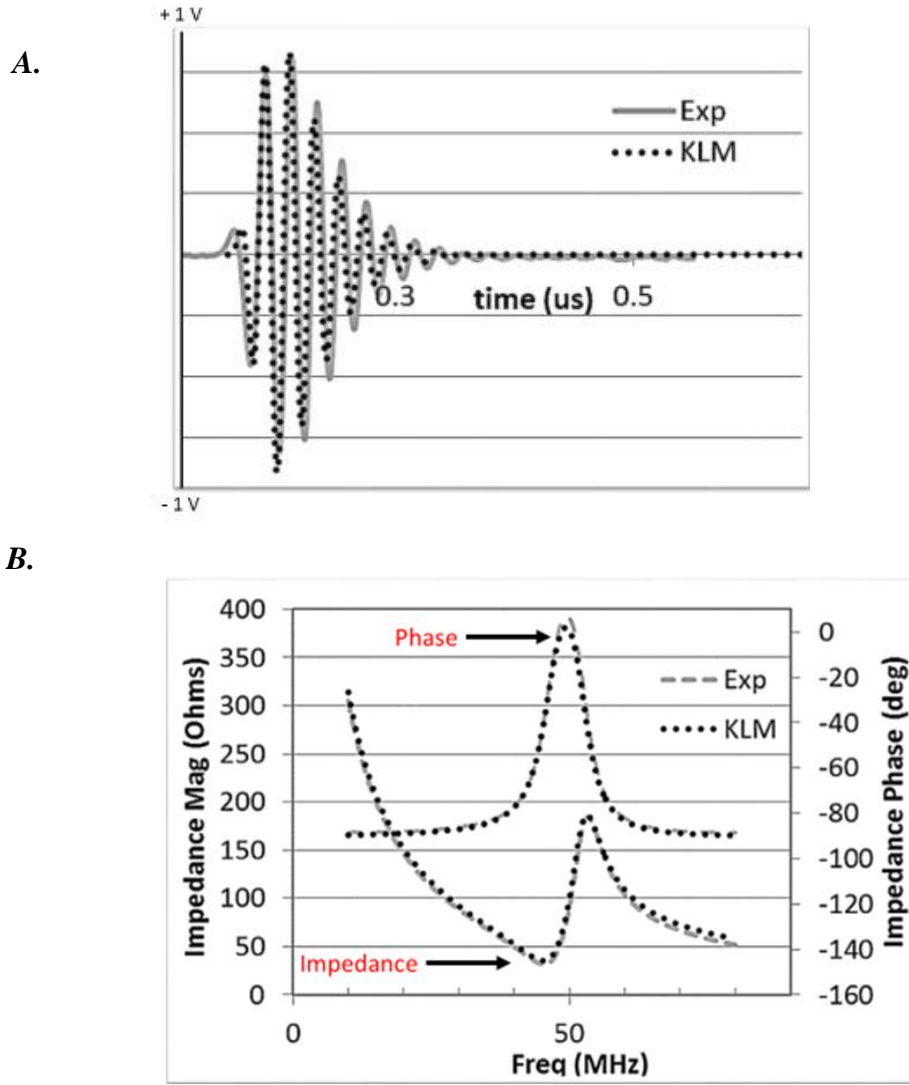 +1V
A.
Exp
KLM
0.3 time (us) 0.5
-1V
B.
Impedance Mag (Ohms)
400
350
300
250
200
150
100
50
0
Phase
Exp
KLM
Impedance
0
-20
-40
-60
-80
-100
-120
-140
-160
Impedance Phase (deg)
0 50
Freq (MHz)